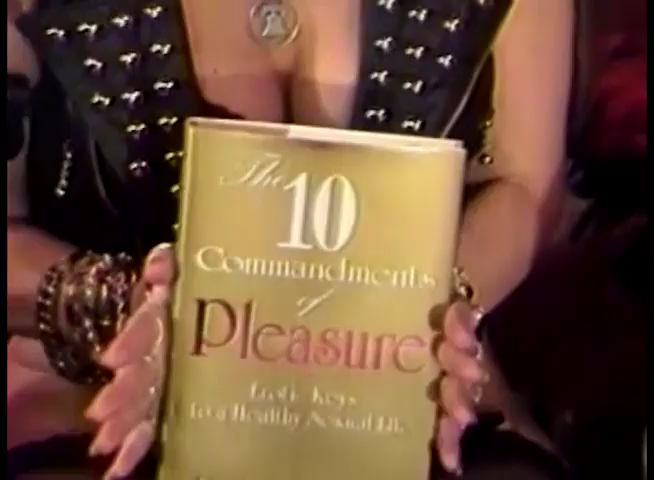 The
10
Commandments
of
Pleasure
Erotic Keys
to a Healthy Sexual Life